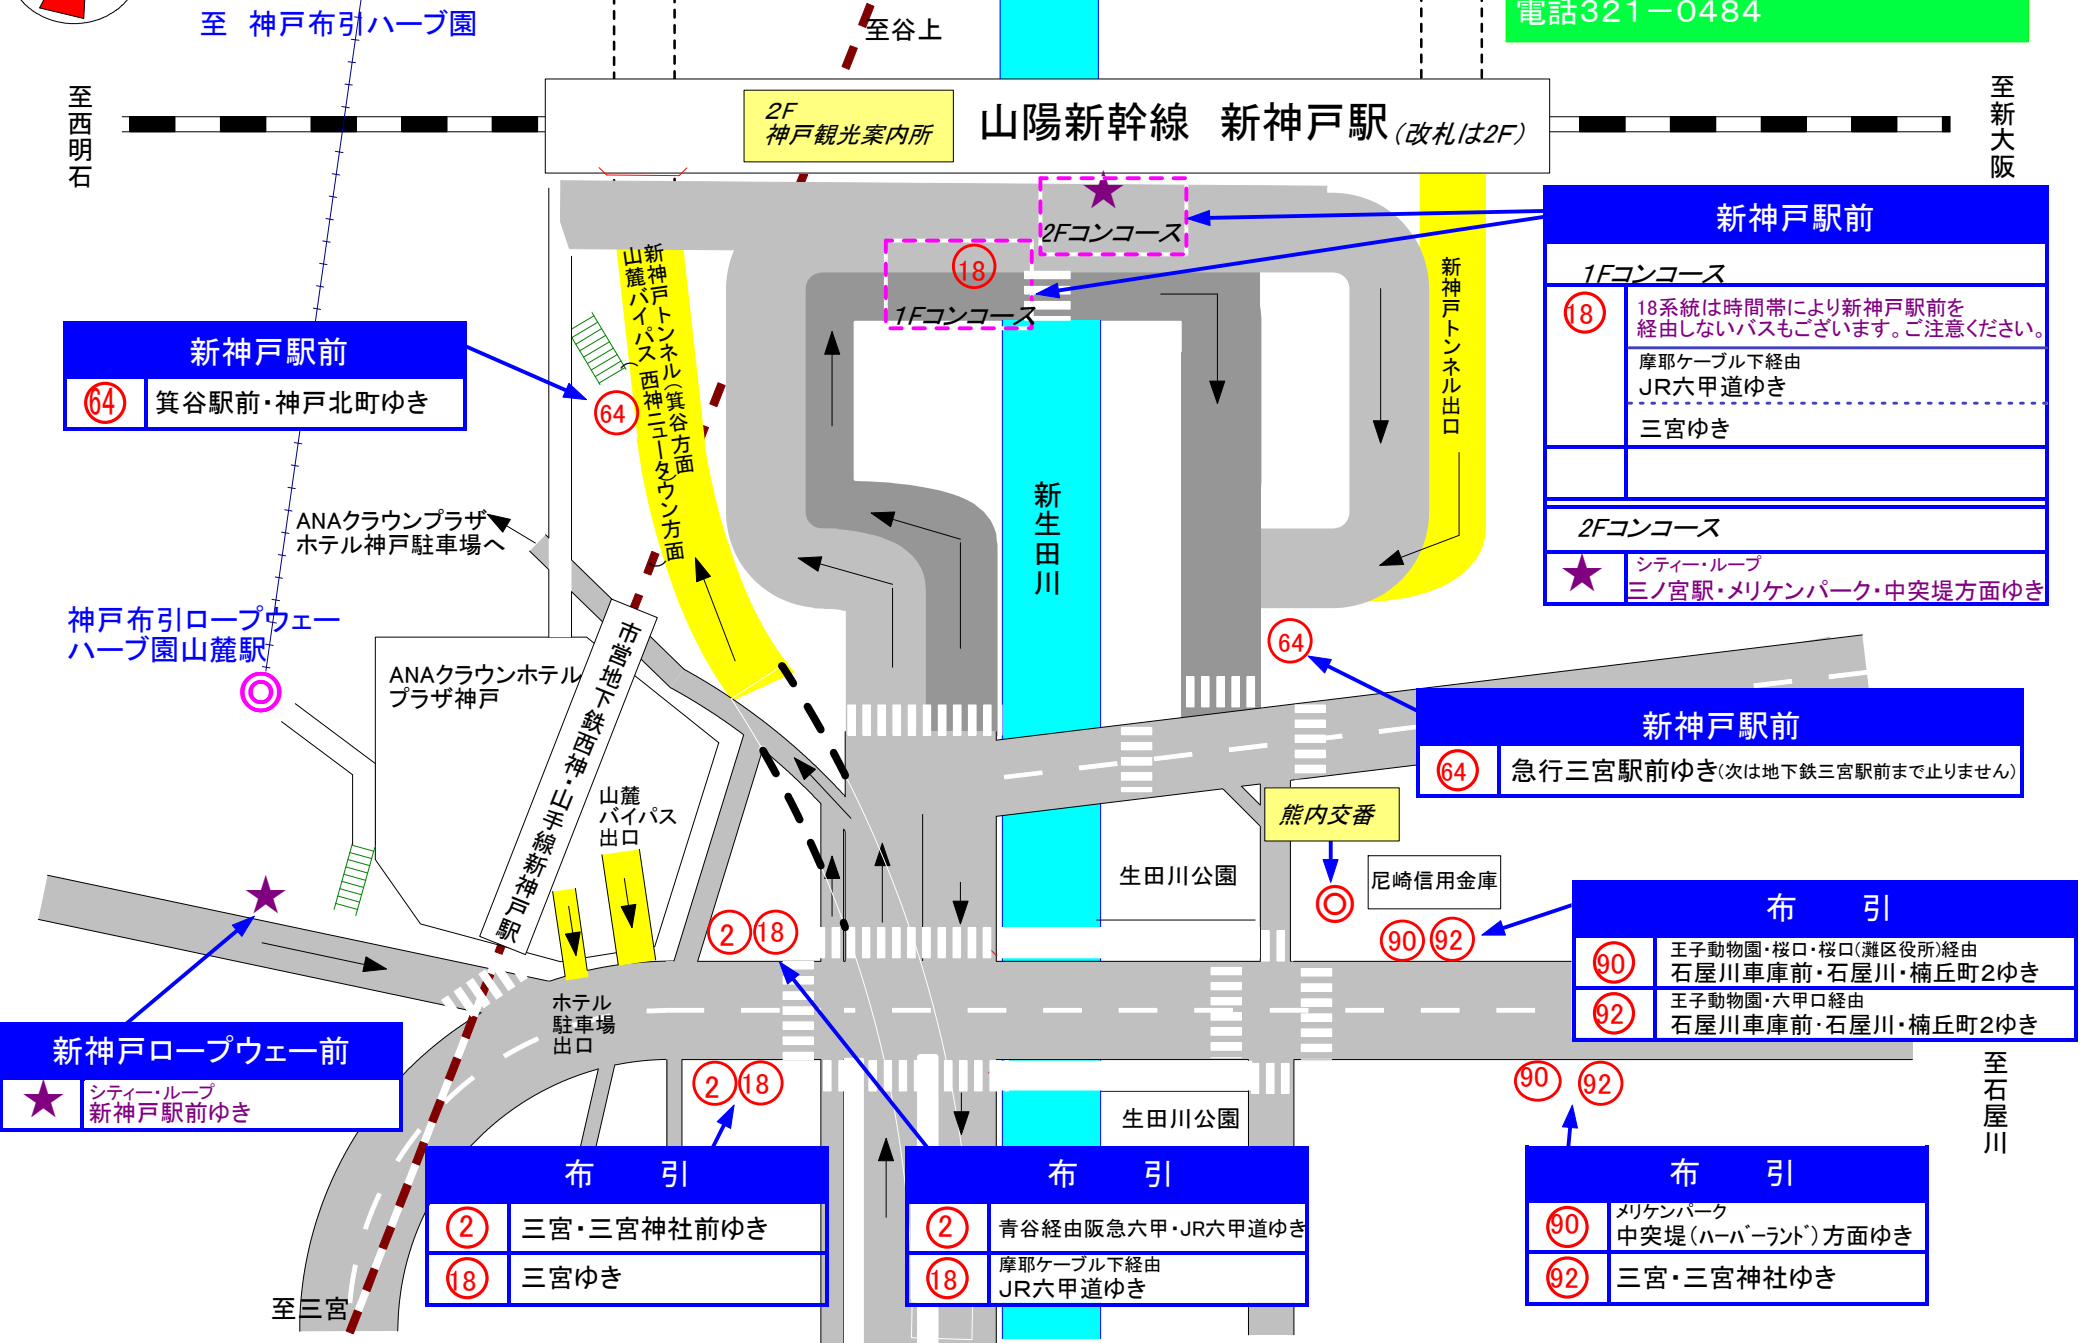 電話321－0484
至　神戸布引ハーブ園
至谷上
至西明石
2F
神戸観光案内所
山陽新幹線　新神戸駅(改札は2F)
至新大阪
2Fコンコース
18
1Fコンコース
新神戸トンネル(箕谷方面)
山麓バイパス(西神ニュータウン方面)
新神戸トンネル出口
新神戸駅前
1Fコンコース
18
18系統は時間帯により新神戸駅前を
経由しないバスもございます。ご注意ください。
摩耶ケーブル下経由
JR六甲道ゆき
三宮ゆき
2Fコンコース
シティー・ループ
三ノ宮駅・メリケンパーク・中突堤方面ゆき
新神戸駅前
64
箕谷駅前・神戸北町ゆき
64
ANAクラウンプラザ
ホテル神戸駐車場へ
新生田川
神戸布引ロープウェー
ハーブ園山麓駅
ANAクラウンホテル
プラザ神戸
市営地下鉄西神・山手線新神戸駅
64
新神戸駅前
64
急行三宮駅前ゆき(次は地下鉄三宮駅前まで止りません)
山麓
バイパス
出口
熊内交番
生田川公園
尼崎信用金庫
2
18
90
92
布　引
90
王子動物園・桜口・桜口(灘区役所)経由
石屋川車庫前・石屋川・楠丘町2ゆき
92
王子動物園・六甲口経由
石屋川車庫前・石屋川・楠丘町2ゆき
ホテル
駐車場
出口
新神戸ロープウェー前
シティー・ループ
新神戸駅前ゆき
2
18
90
92
至石屋川
生田川公園
布　引
2
三宮・三宮神社前ゆき
18
三宮ゆき
布　引
2
青谷経由阪急六甲・JR六甲道ゆき
18
摩耶ケーブル下経由
JR六甲道ゆき
布　引
90
メリケンパーク
中突堤(ハーバーランド)方面ゆき
92
三宮・三宮神社ゆき
至三宮